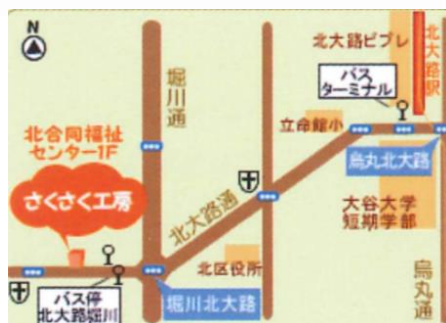 N
北大路ビブレ
北大路駅
バス
ターミナル
堀川通
立命館小
北合同福祉
センター1F
烏丸北大路
さくさく工房
北大路通
大谷大学
短期学部
北区役所
烏丸通
バス停
北大路堀川
堀川北大路